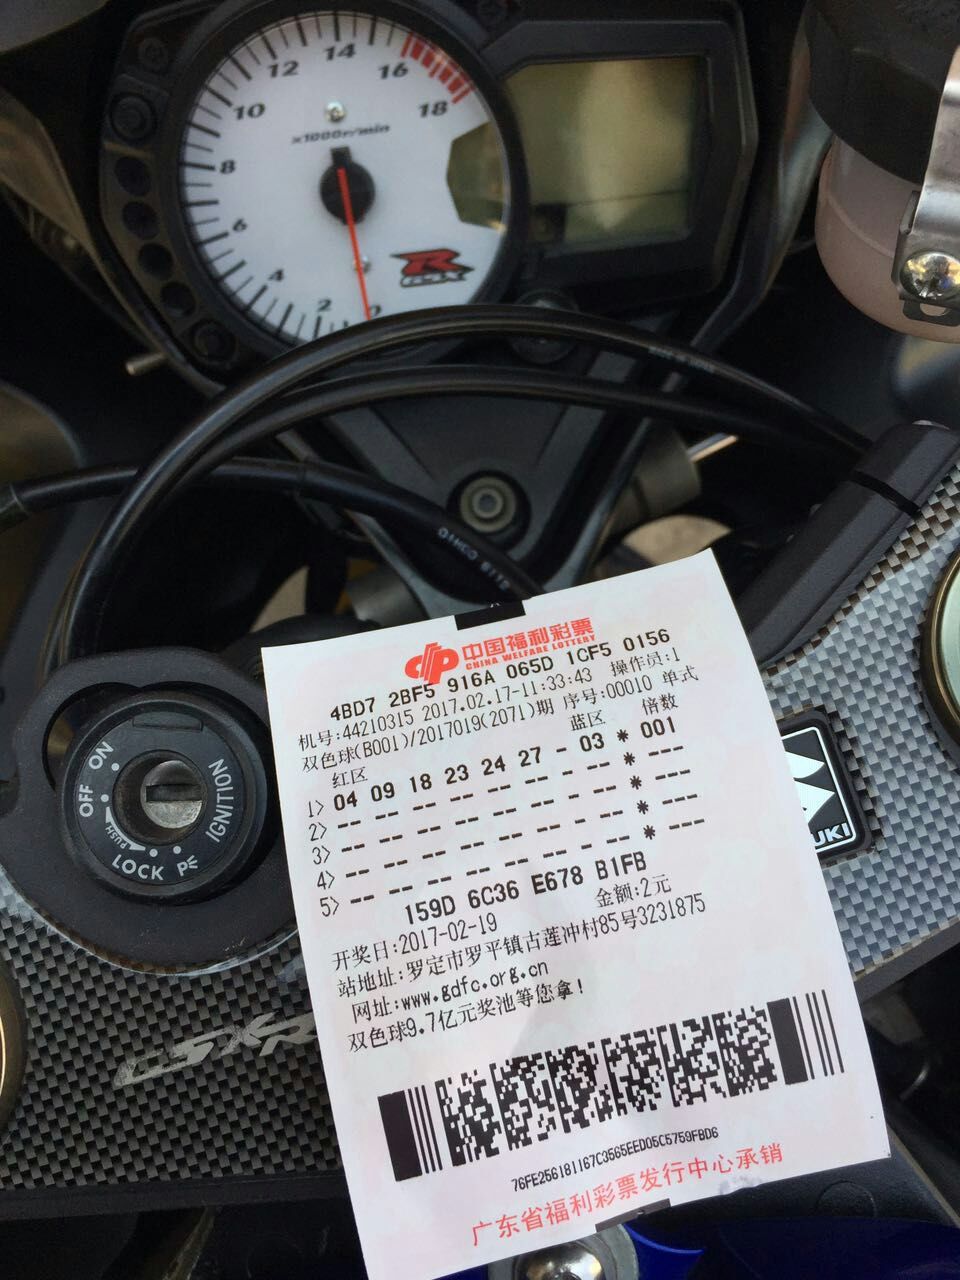 14
12
16
10
18
x1000r/min
8
6
R
GSX
4
2
0
中国福利彩票
CHINA WELFARE LOTTERY
4BD7 2BF5 916A 065D 1CF5 0156
机号:44210315 2017.02.17-11:33:43 操作员:1
双色球(B001)/2017019(2071)期 序号:00010 单式
红区 蓝区 倍数
1> 04 09 18 23 24 27 - 03 * 001
2> -- -- -- -- -- -- - -- * ---
3> -- -- -- -- -- -- - -- * ---
4> -- -- -- -- -- -- - -- * ---
5> -- -- -- -- -- -- - -- * ---
159D 6C36 E678 B1FB
开奖日:2017-02-19 金额:2元
站地址:罗定市罗平镇古莲冲村85号3231875
网址:www.gdfc.org.cn
双色球9.7亿元奖池等您拿!
76FE256181167C3565EED05C5759FBD6
广东省福利彩票发行中心承销
ON
OFF
PUSH
LOCK
P
IGNITION
UKI
GSXR